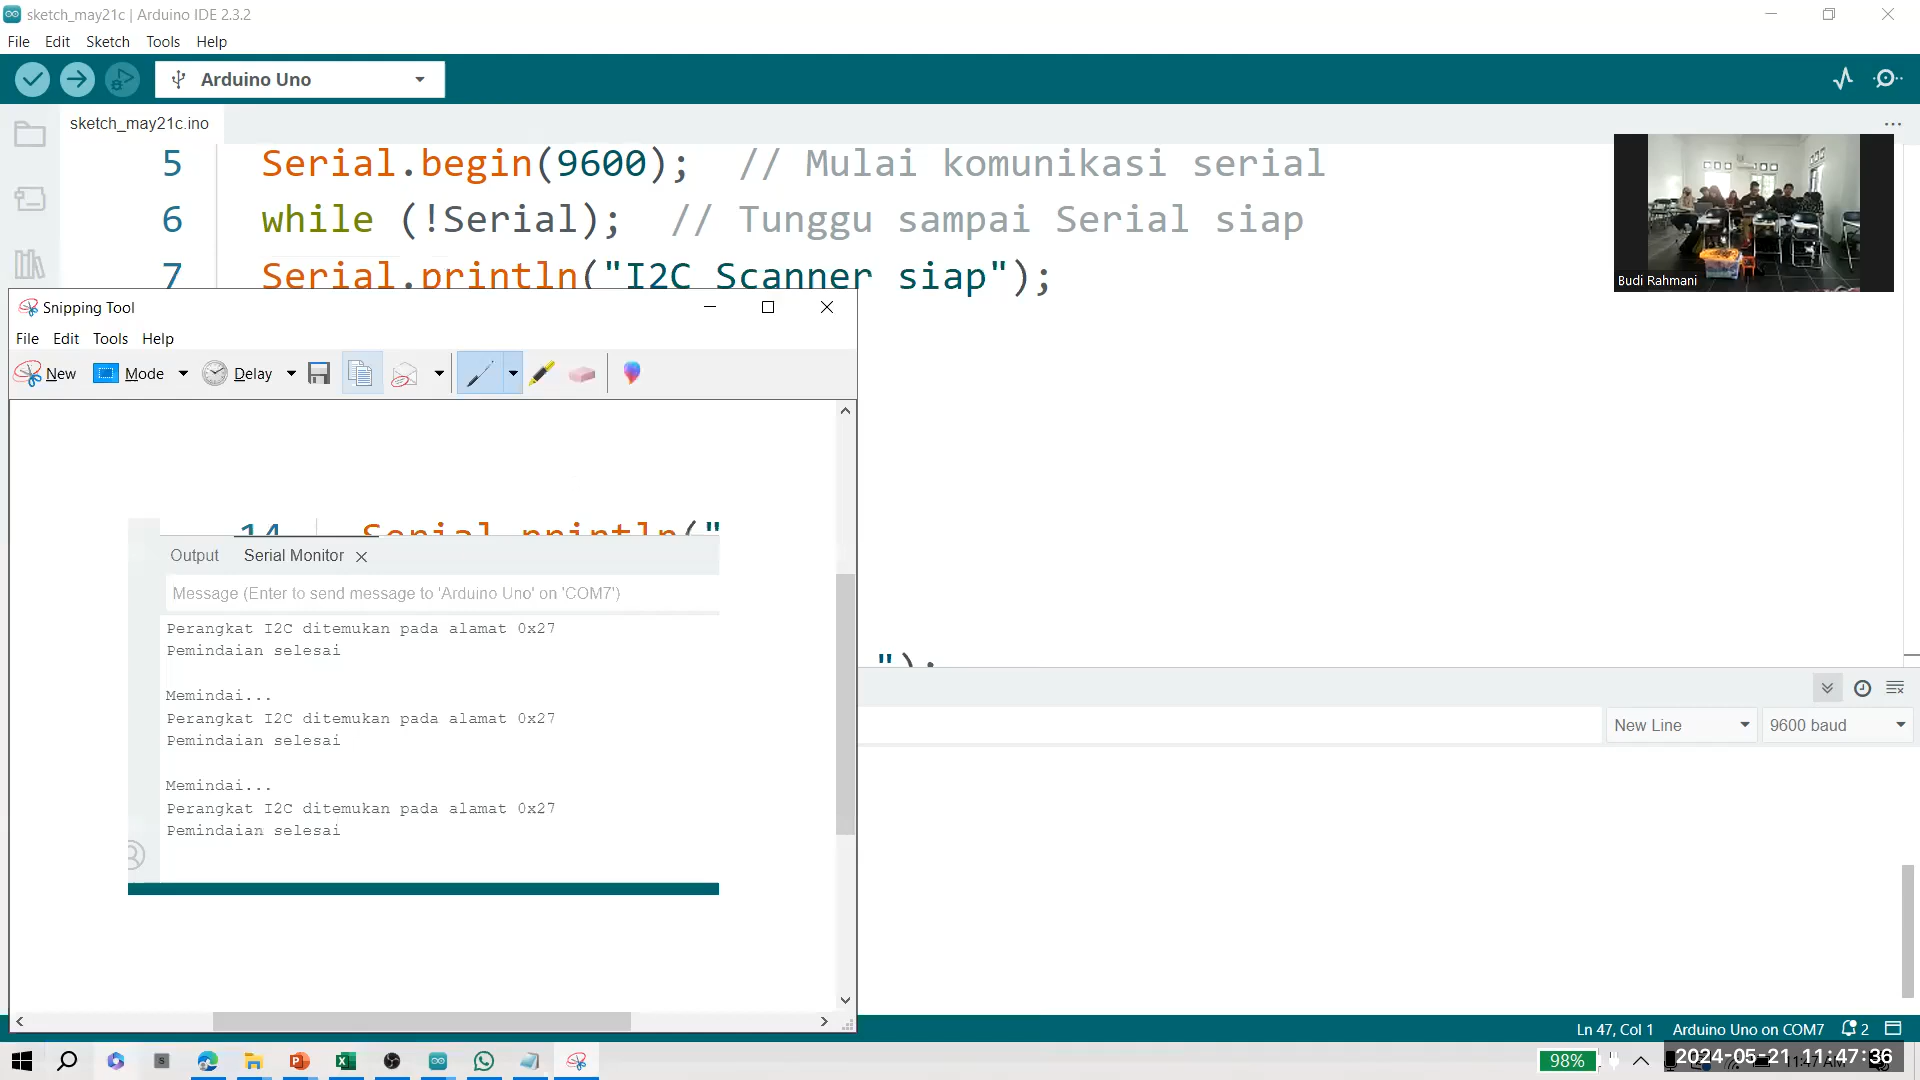 sketch_may21c | Arduino IDE 2.3.2
File Edit Sketch Tools Help
Arduino Uno
sketch_may21c.ino
5 Serial.begin(9600); // Mulai komunikasi serial
6 while (!Serial); // Tunggu sampai Serial siap
7 Serial.println("I2C Scanner siap");
Budi Rahmani
Snipping Tool
File Edit Tools Help
New Mode Delay
14 Serial.println("
Output Serial Monitor
Message (Enter to send message to 'Arduino Uno' on 'COM7')
Perangkat I2C ditemukan pada alamat 0x27
Pemindaian selesai
Memindai...
Perangkat I2C ditemukan pada alamat 0x27
Pemindaian selesai
Memindai...
Perangkat I2C ditemukan pada alamat 0x27
Pemindaian selesai
");
New Line 9600 baud
Ln 47, Col 1 Arduino Uno on COM7 2
98%
2024-05-21 11:47:36